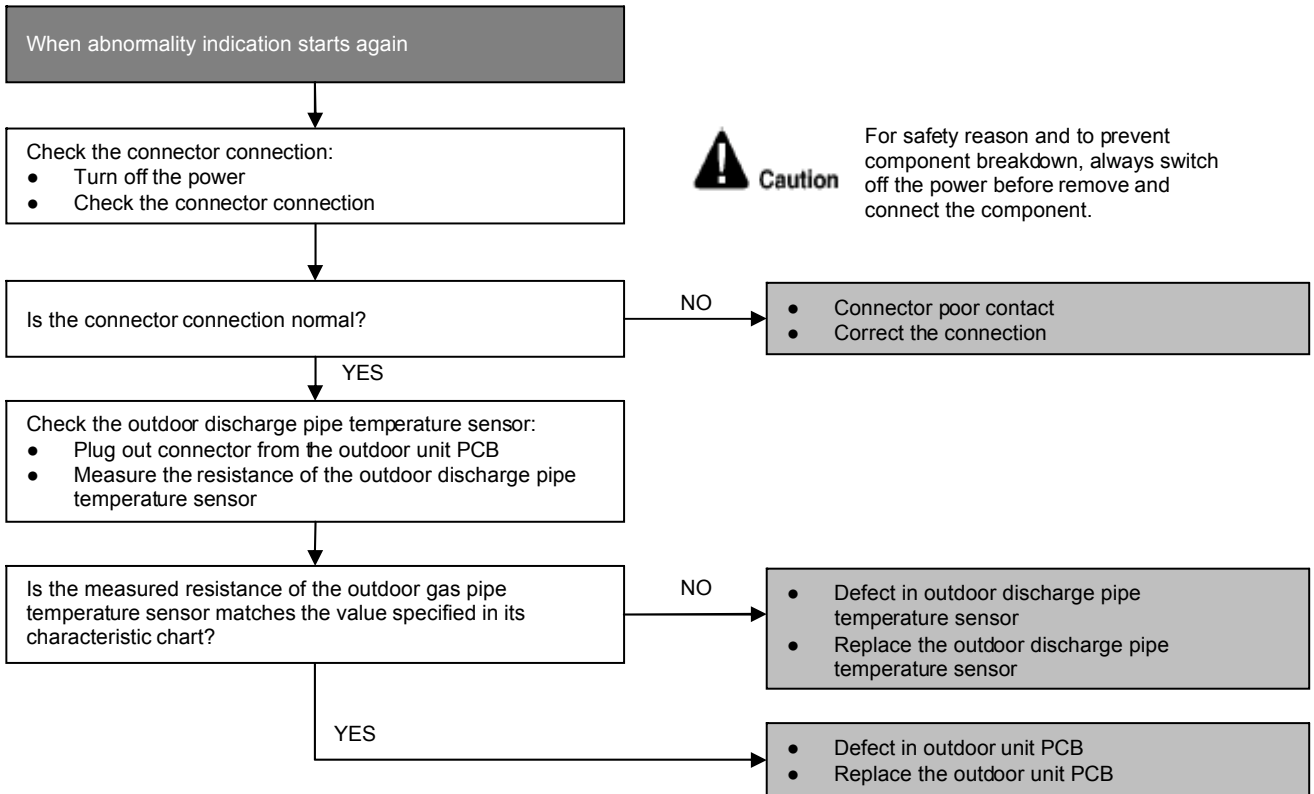 When abnormality indication starts again
Check the connector connection:
● Turn off the power
● Check the connector connection
Caution
For safety reason and to prevent
component breakdown, always switch
off the power before remove and
connect the component.
Is the connector connection normal?
NO
● Connector poor contact
● Correct the connection
YES
Check the outdoor discharge pipe temperature sensor:
● Plug out connector from the outdoor unit PCB
● Measure the resistance of the outdoor discharge pipe
temperature sensor
Is the measured resistance of the outdoor gas pipe
temperature sensor matches the value specified in its
characteristic chart?
NO
● Defect in outdoor discharge pipe
temperature sensor
● Replace the outdoor discharge pipe
temperature sensor
YES
● Defect in outdoor unit PCB
● Replace the outdoor unit PCB